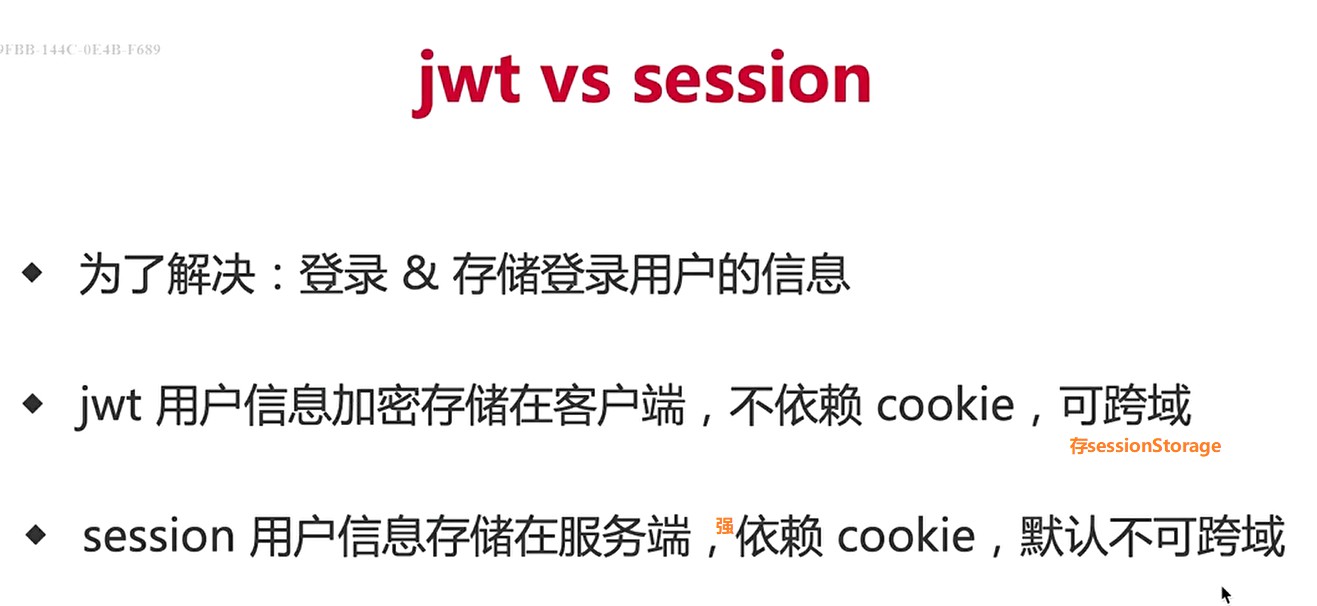 9FBB-144C-0E4B-F689
jwt vs session
为了解决：登录 & 存储登录用户的信息
jwt 用户信息加密存储在客户端，不依赖 cookie，可跨域
存sessionStorage
session 用户信息存储在服务端，强依赖 cookie，默认不可跨域